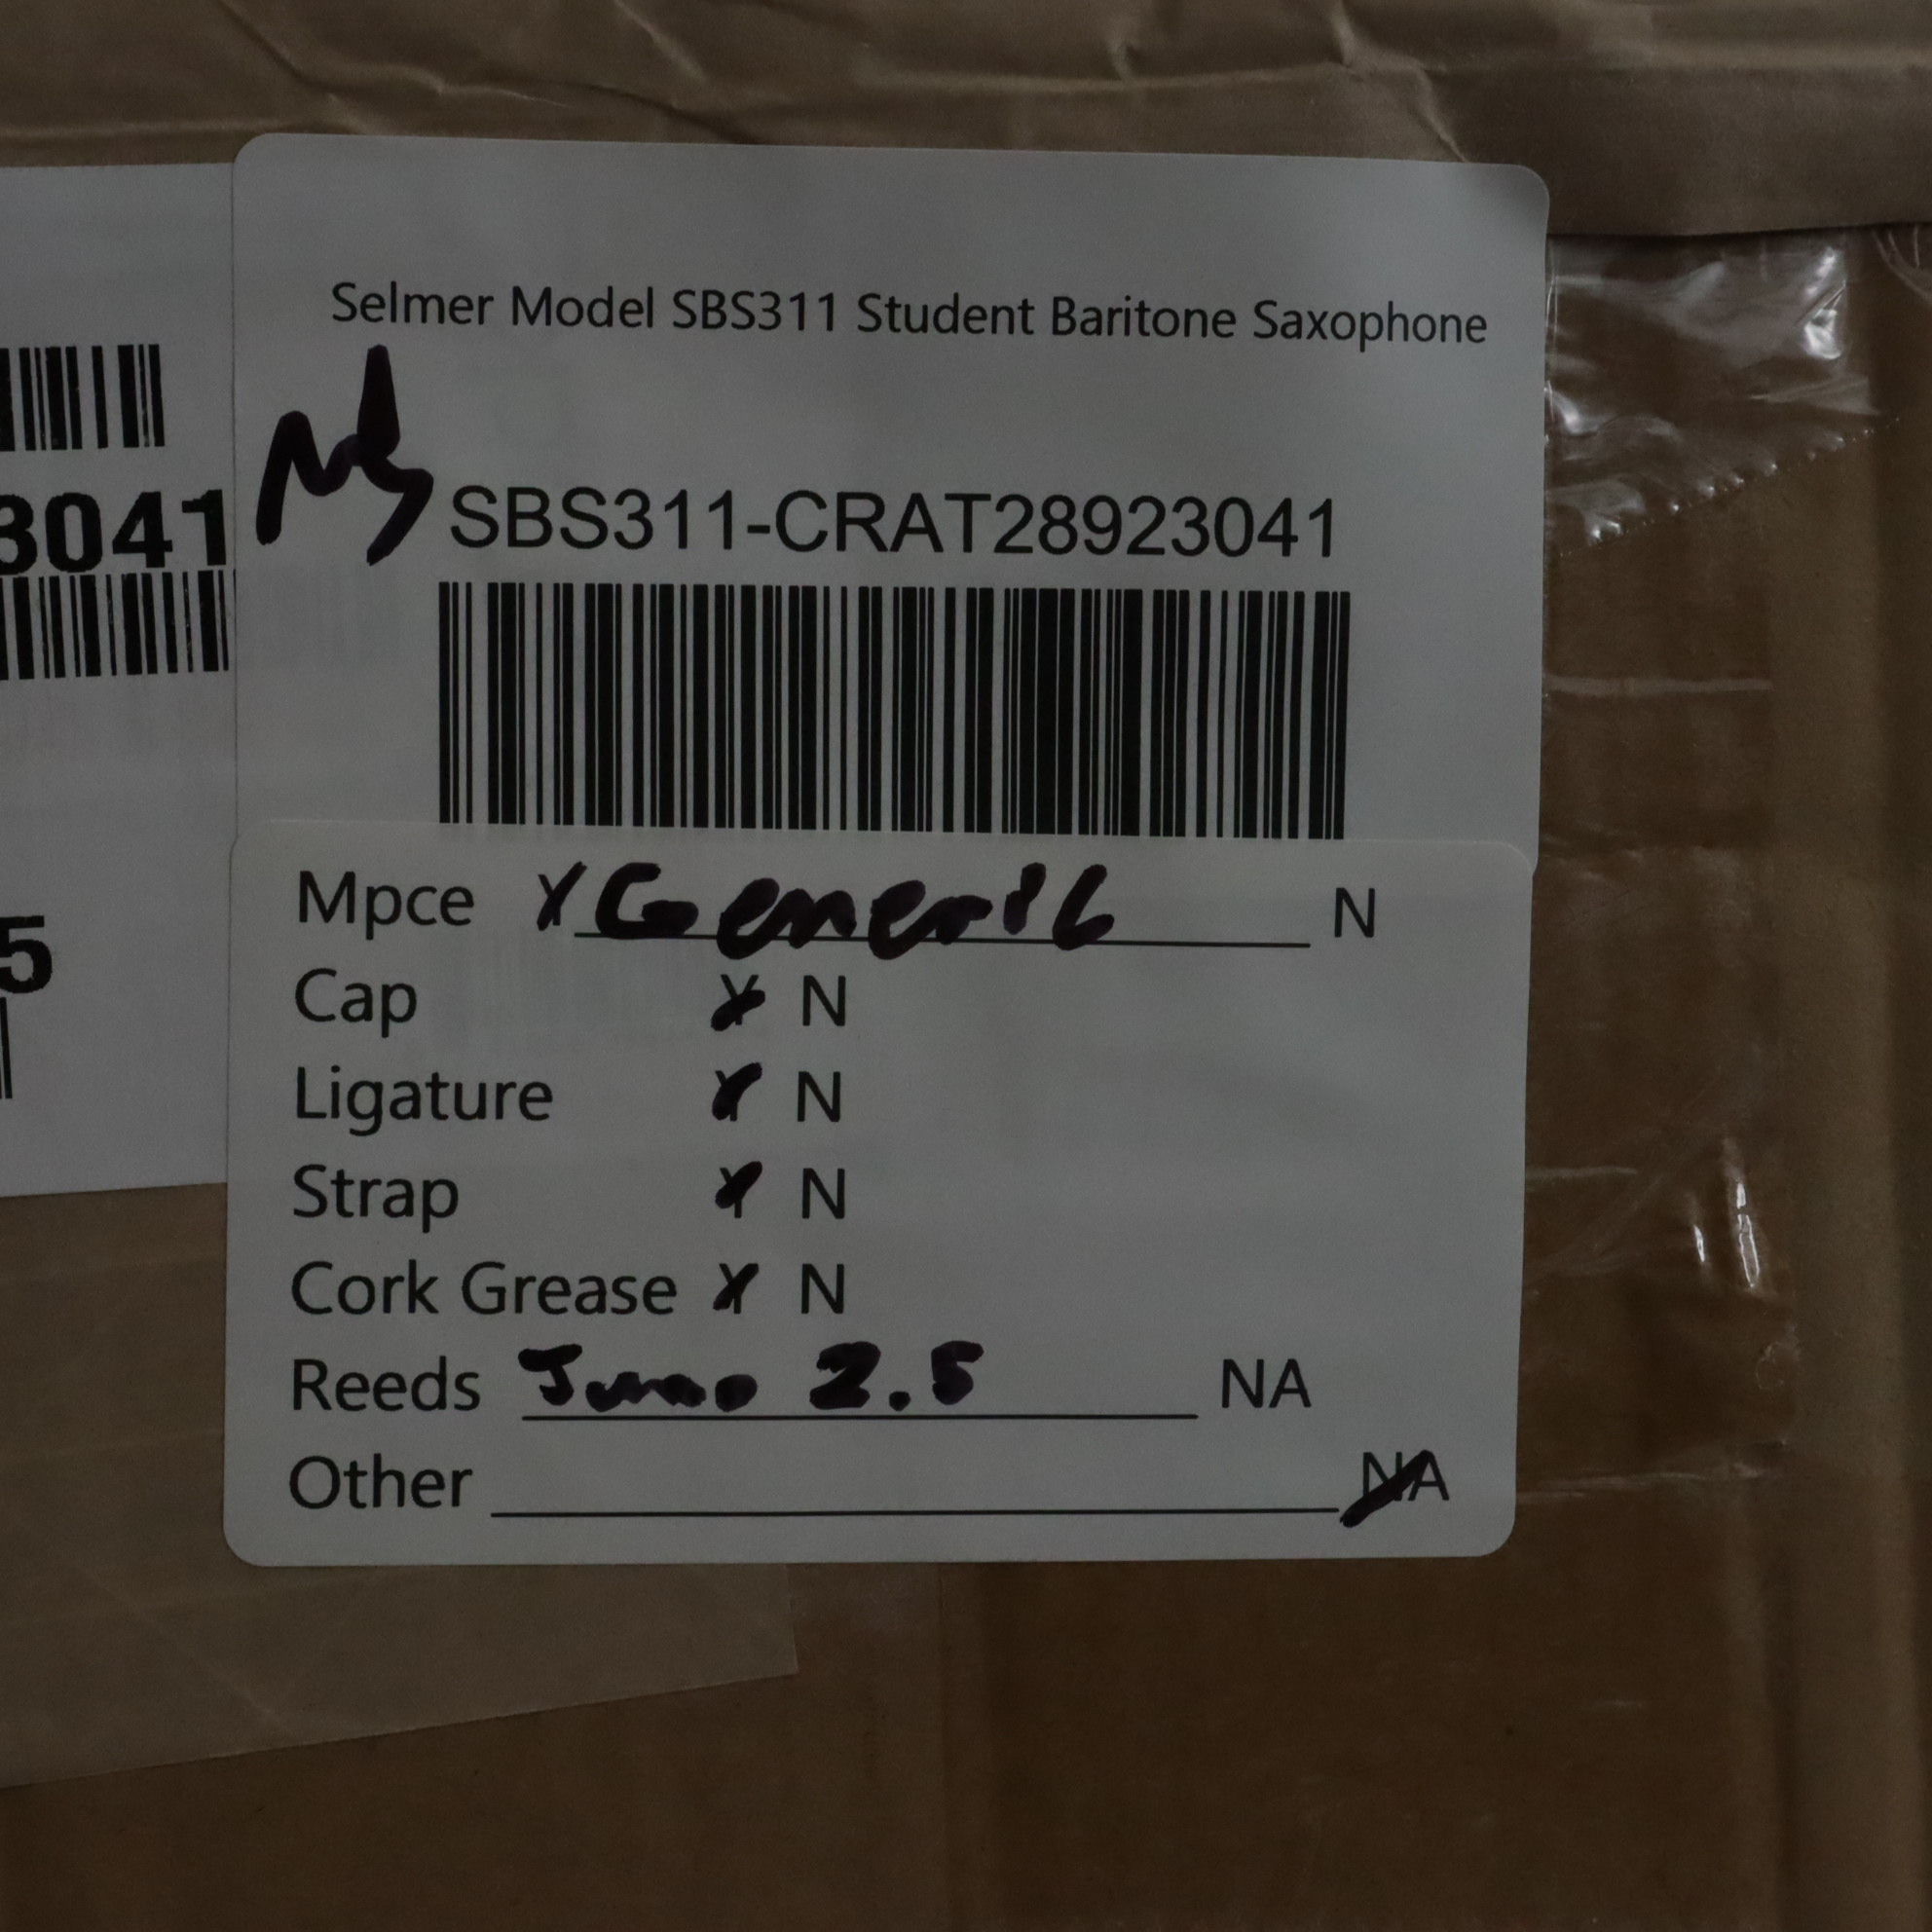 Selmer Model SBS311 Student Baritone Saxophone
SBS311-CRAT28923041
3041
5
Mpce Y Generic N
Cap Y N
Ligature Y N
Strap Y N
Cork Grease Y N
Reeds Juno 2.5 NA
Other NA